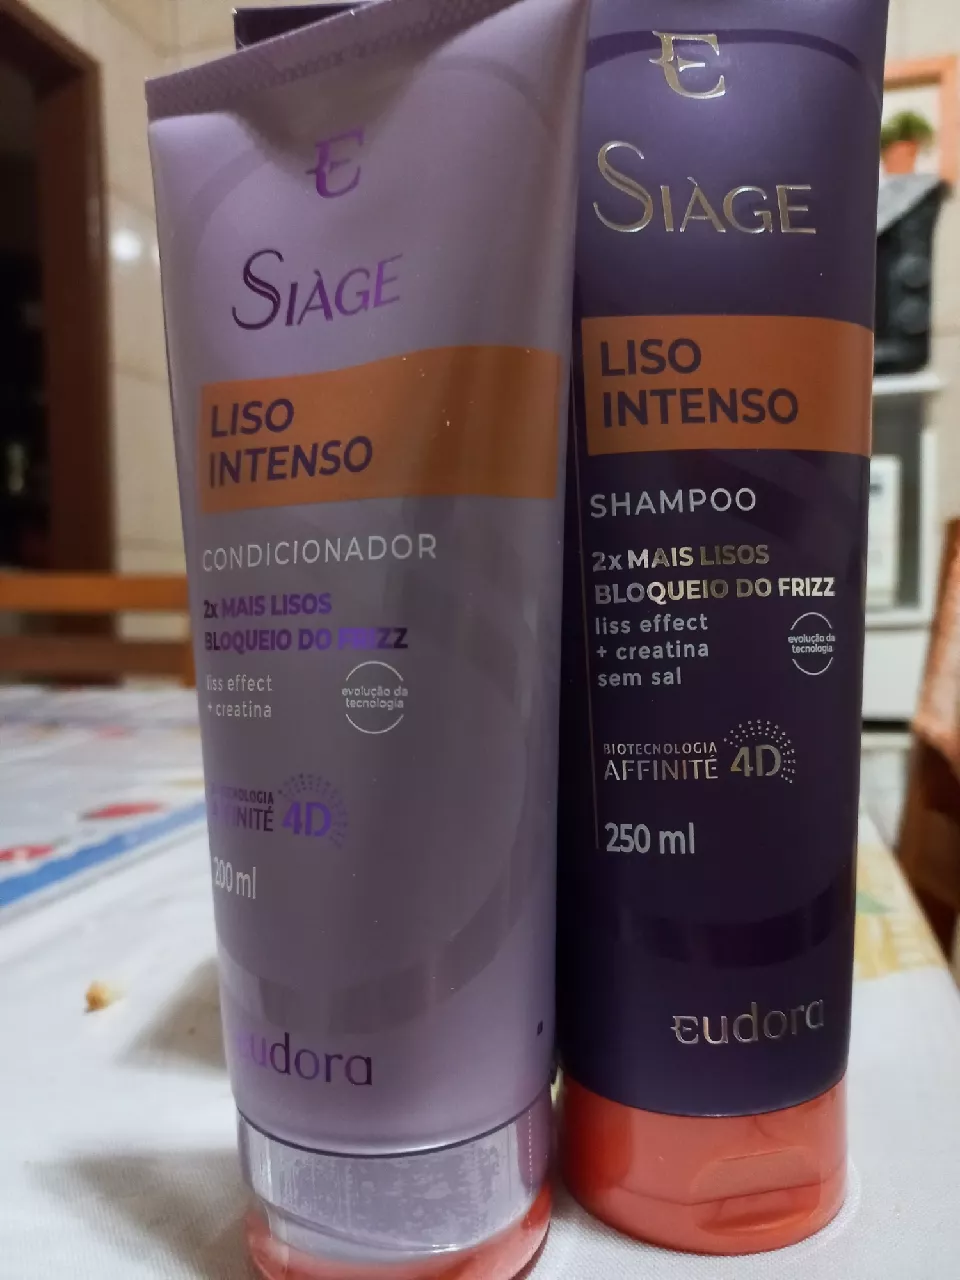 E
SIÀGE
LISO
INTENSO
CONDICIONADOR
2x MAIS LISOS
BLOQUEIO DO FRIZZ
liss effect
+ creatina
evolução da
tecnologia
AFFINITÉ 4D
200 ml
eudora
E
SIÀGE
LISO
INTENSO
SHAMPOO
2x MAIS LISOS
BLOQUEIO DO FRIZZ
liss effect
+ creatina
sem sal
evolução da
tecnologia
BIOTECNOLOGIA
AFFINITÉ 4D
250 ml
eudora